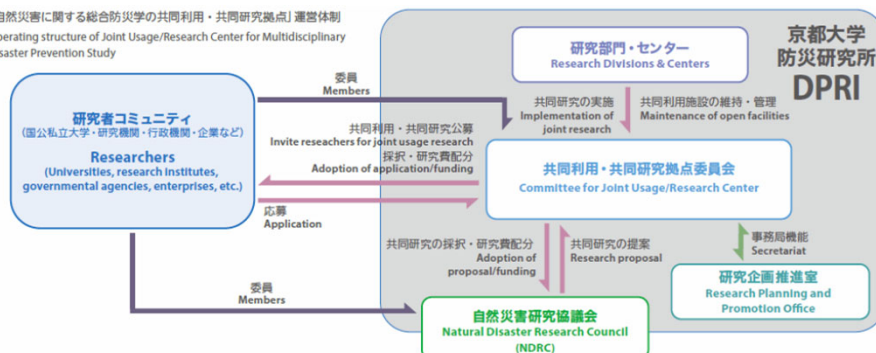 自然災害に関する総合防災学の共同利用・共同研究拠点」運営体制
perating structure of Joint Usage/Research Center for Multidisciplinary
isaster Prevention Study
京都大学
防災研究所
DPRI
研究部門・センター
Research Divisions & Centers
委員
Members
研究者コミュニティ
(国公私立大学・研究機関・行政機関・企業など)
Researchers
(Universities, research institutes,
governmental agencies, enterprises, etc.)
共同研究の実施
Implementation of
joint research
共同利用施設の維持・管理
Maintenance of open facilities
共同利用・共同研究公募
Invite reseachers for joint usage research
採択・研究費配分
Adoption of application/funding
共同利用・共同研究拠点委員会
Committee for Joint Usage/Research Center
応募
Application
共同研究の採択・研究費配分
Adoption of
proposal/funding
共同研究の提案
Research proposal
事務局機能
Secretariat
研究企画推進室
Research Planning and
Promotion Office
委員
Members
自然災害研究協議会
Natural Disaster Research Council
(NDRC)